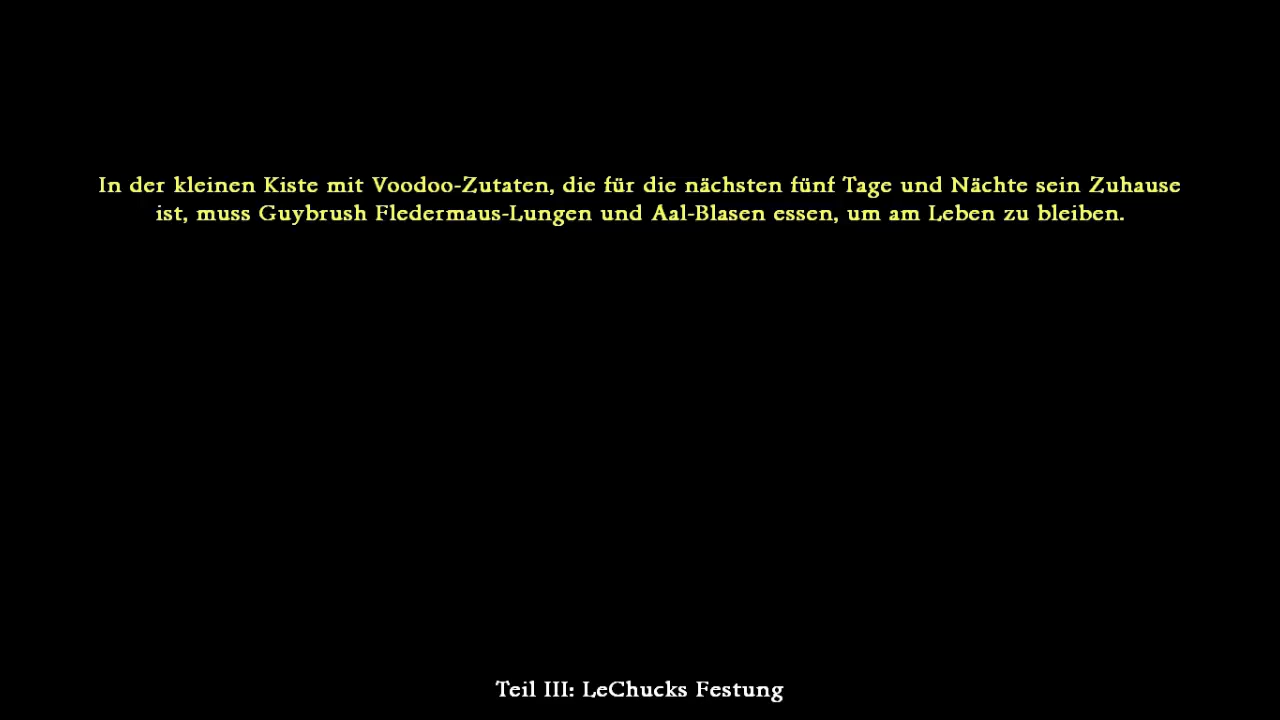 In der kleinen Kiste mit Voodoo-Zutaten, die für die nächsten fünf Tage und Nächte sein Zuhause
ist, muss Guybrush Fledermaus-Lungen und Aal-Blasen essen, um am Leben zu bleiben.
Teil III: LeChucks Festung